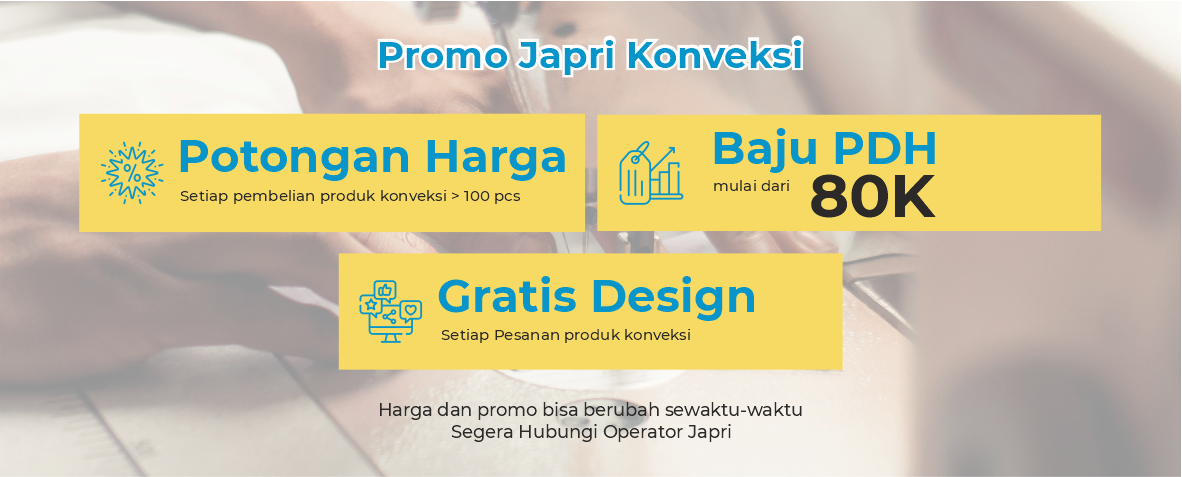 Promo Japri Konveksi
Potongan Harga
Setiap pembelian produk konveksi > 100 pcs
Baju PDH
mulai dari 80K
Gratis Design
Setiap Pesanan produk konveksi
Harga dan promo bisa berubah sewaktu-waktu
Segera Hubungi Operator Japri